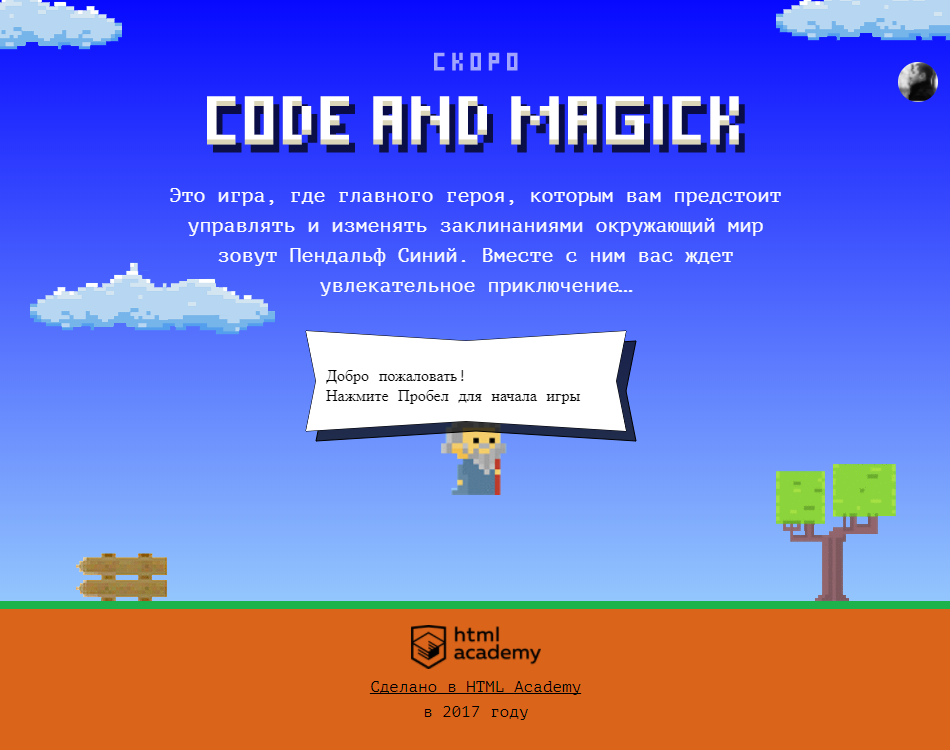 СКОРО
CODE AND MAGICK
Это игра, где главного героя, которым вам предстоит
управлять и изменять заклинаниями окружающий мир
зовут Пендальф Синий. Вместе с ним вас ждет
увлекательное приключение…
Добро пожаловать!
Нажмите Пробел для начала игры
html
academy
Сделано в HTML Academy
в 2017 году